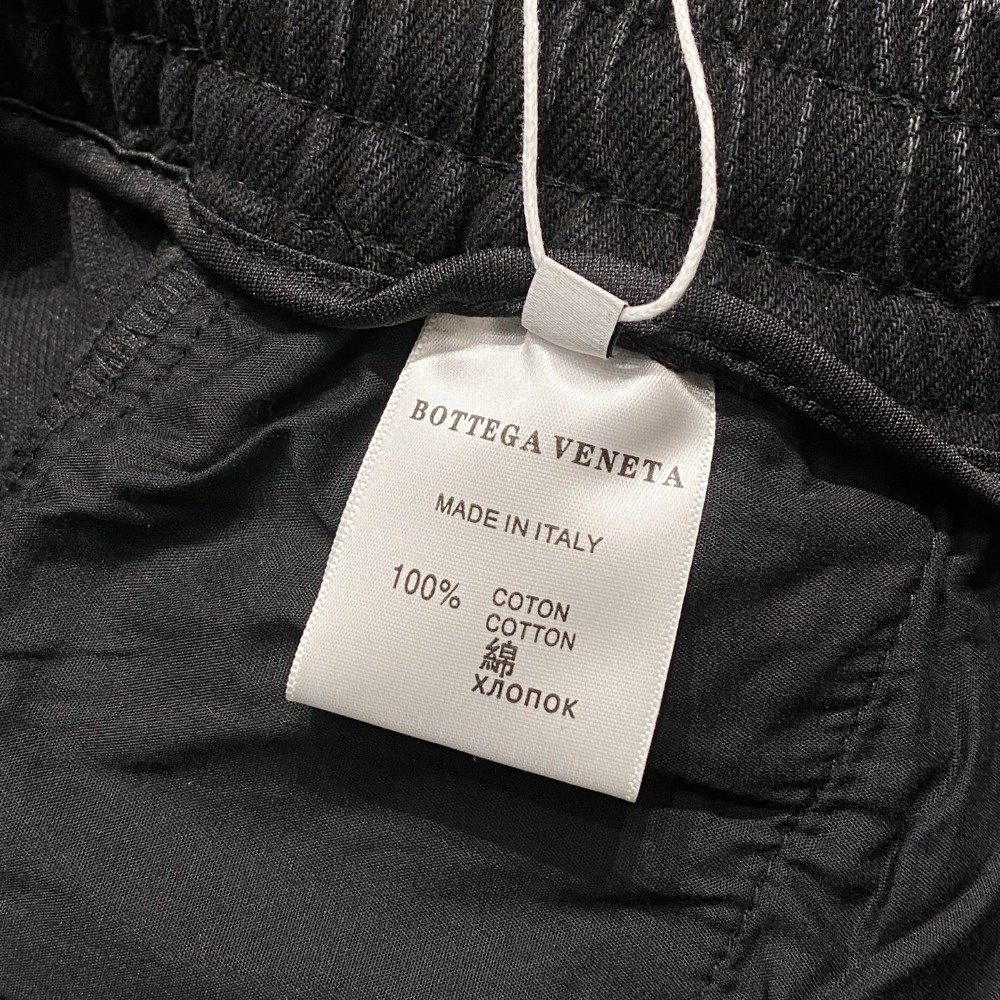 BOTTEGA VENETA
MADE IN ITALY
100% COTON
COTTON
綿
ХЛОПОК